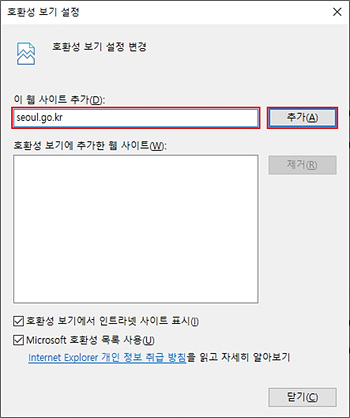 호환성 보기 설정
호환성 보기 설정 변경
이 웹 사이트 추가(D):
seoul.go.kr
추가(A)
호환성 보기에 추가한 웹 사이트(W):
제거(R)
호환성 보기에서 인트라넷 사이트 표시(I)
Microsoft 호환성 목록 사용(U)
Internet Explorer 개인 정보 취급 방침을 읽고 자세히 알아보기
닫기(C)